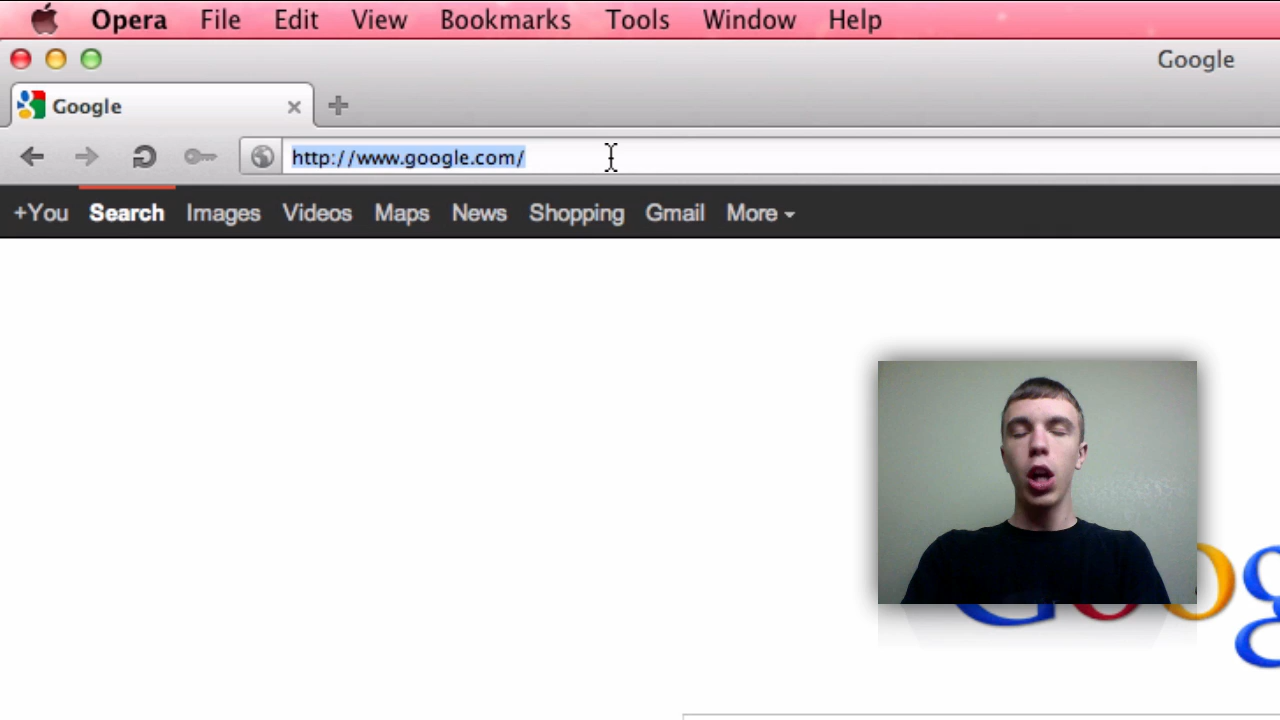 Opera File Edit View Bookmarks Tools Window Help
Google
Google
http://www.google.com/
+You Search Images Videos Maps News Shopping Gmail More
Goog